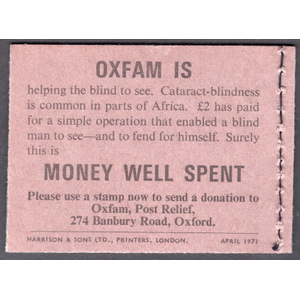 OXFAM IS
helping the blind to see. Cataract-blindness
is common in parts of Africa. £2 has paid
for a simple operation that enabled a blind
man to see—and to fend for himself. Surely
this is
MONEY WELL SPENT
Please use a stamp now to send a donation to
Oxfam, Post Relief,
274 Banbury Road, Oxford.
HARRISON & SONS LTD., PRINTERS, LONDON. APRIL 1971